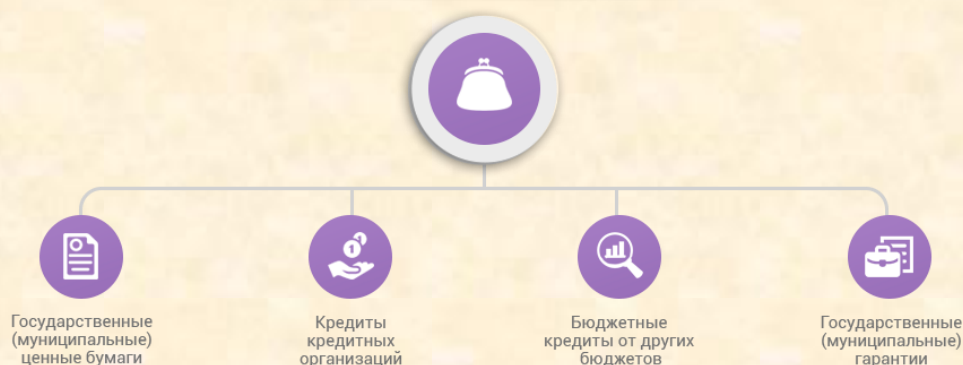 Государственные
(муниципальные)
ценные бумаги
Кредиты
кредитных
организаций
Бюджетные
кредиты от других
бюджетов
Государственные
(муниципальные)
гарантии